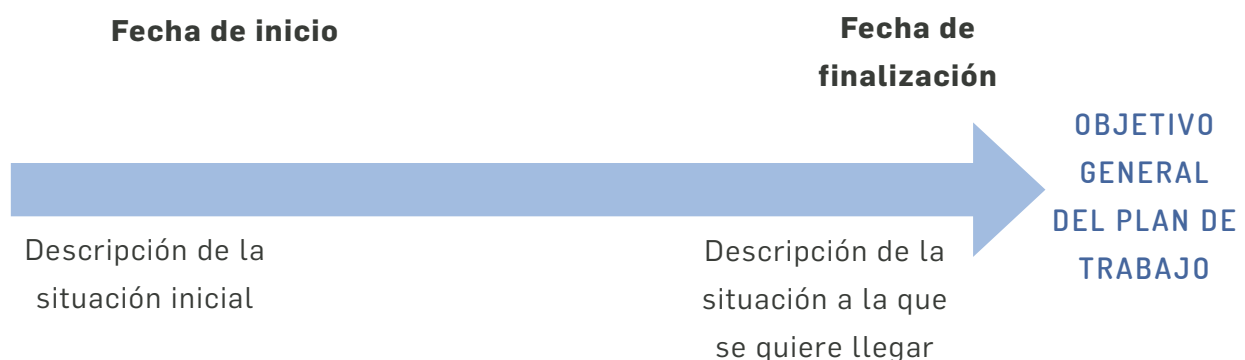 Fecha de inicio
Fecha de
finalización
OBJETIVO
GENERAL
DEL PLAN DE
TRABAJO
Descripción de la
situación inicial
Descripción de la
situación a la que
se quiere llegar